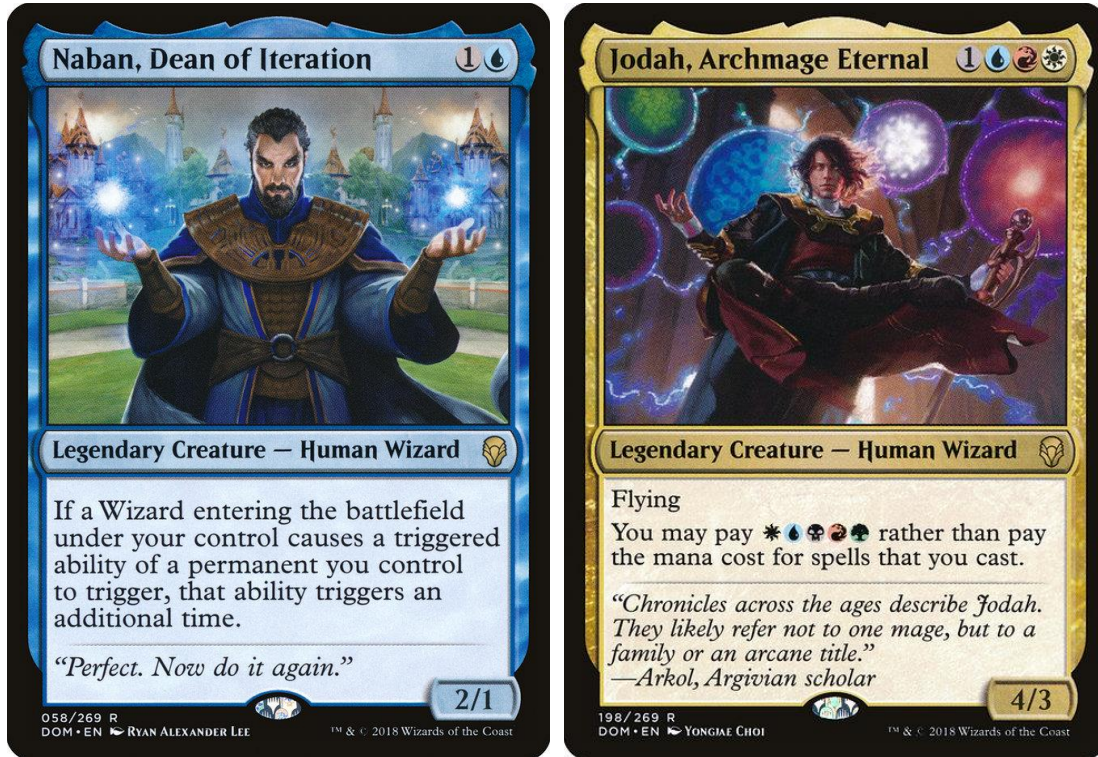 Naban, Dean of Iteration 1
Legendary Creature — Human Wizard
If a Wizard entering the battlefield
under your control causes a triggered
ability of a permanent you control
to trigger, that ability triggers an
additional time.
“Perfect. Now do it again.”
2/1
058/269 R
DOM • EN Ryan Alexander Lee
™ & © 2018 Wizards of the Coast
Jodah, Archmage Eternal 1
Legendary Creature — Human Wizard
Flying
You may pay rather than pay
the mana cost for spells that you cast.
“Chronicles across the ages describe Jodah.
They likely refer not to one mage, but to a
family or an arcane title.”
—Arkol, Argivian scholar
4/3
198/269 R
DOM • EN Yongjae Choi
™ & © 2018 Wizards of the Coast